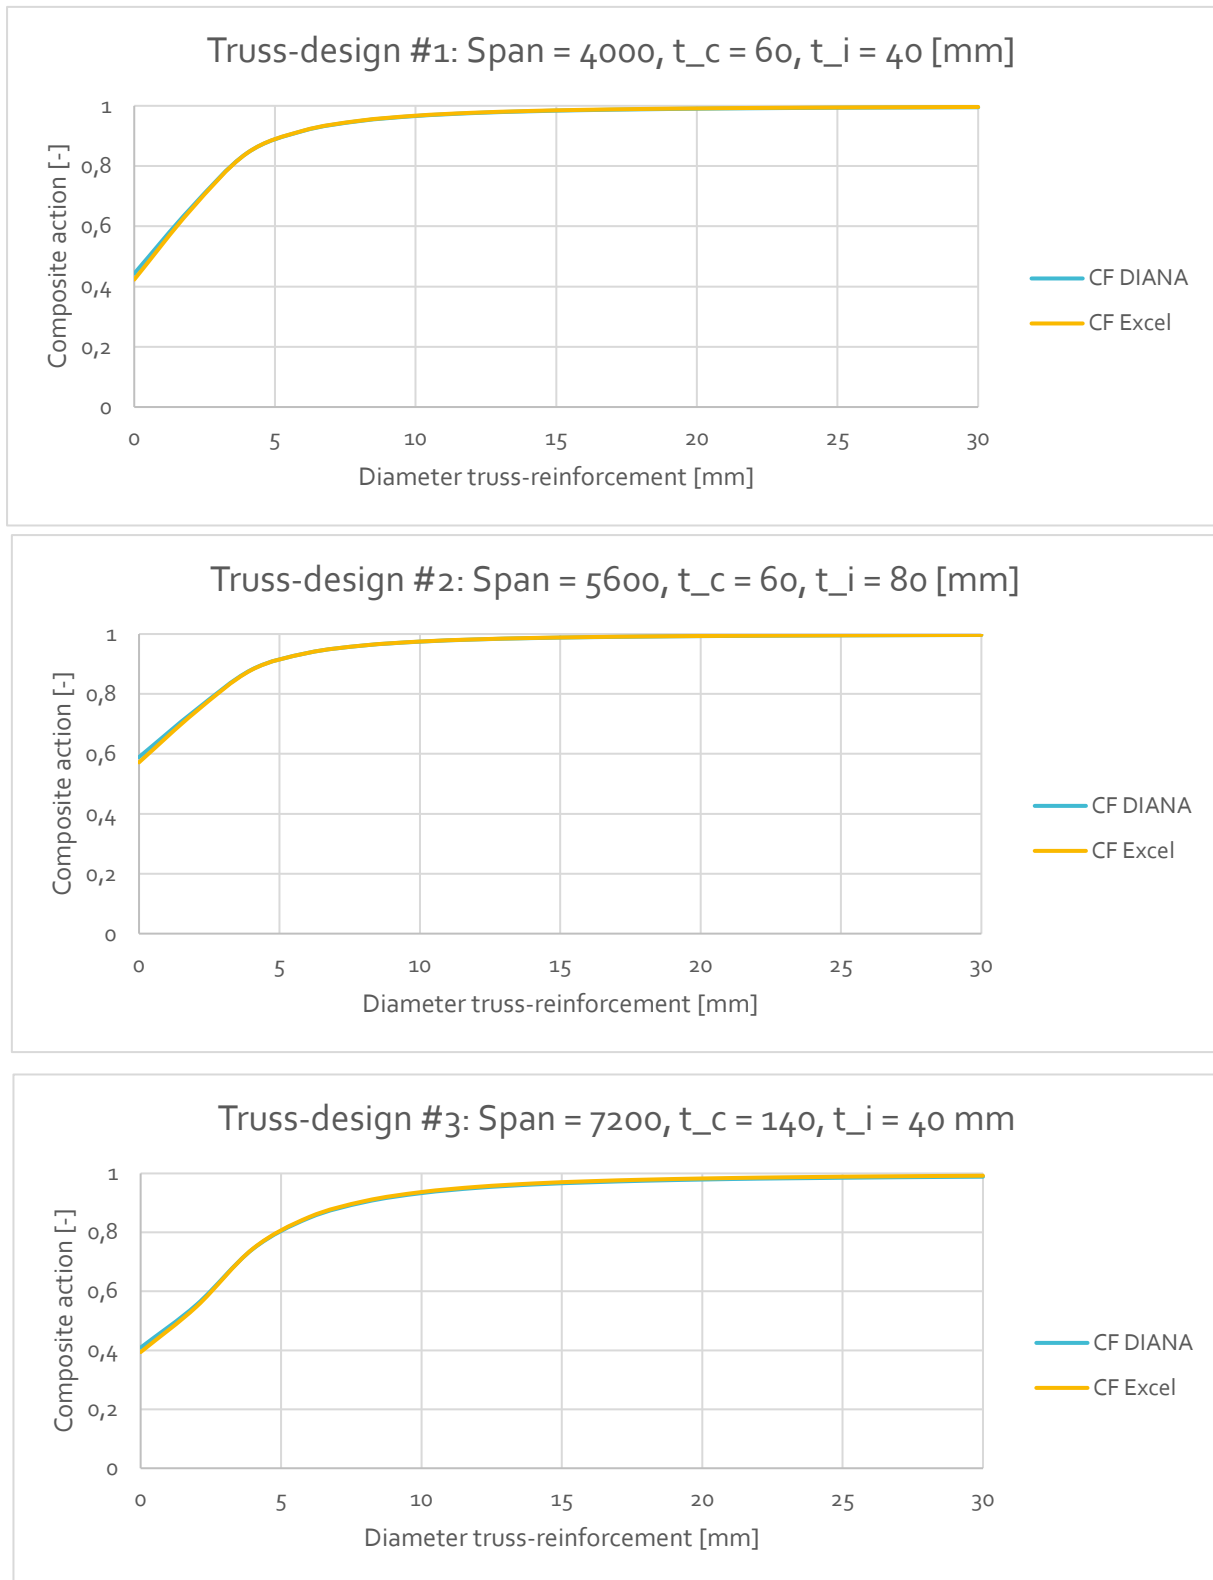 Truss-design #1: Span = 4000, t_c = 60, t_i = 40 [mm]
Composite action [-]
1
0,8
0,6
0,4
0,2
0
0 5 10 15 20 25 30
Diameter truss-reinforcement [mm]
CF DIANA
CF Excel
Truss-design #2: Span = 5600, t_c = 60, t_i = 80 [mm]
Composite action [-]
1
0,8
0,6
0,4
0,2
0
0 5 10 15 20 25 30
Diameter truss-reinforcement [mm]
CF DIANA
CF Excel
Truss-design #3: Span = 7200, t_c = 140, t_i = 40 mm
Composite action [-]
1
0,8
0,6
0,4
0,2
0
0 5 10 15 20 25 30
Diameter truss-reinforcement [mm]
CF DIANA
CF Excel